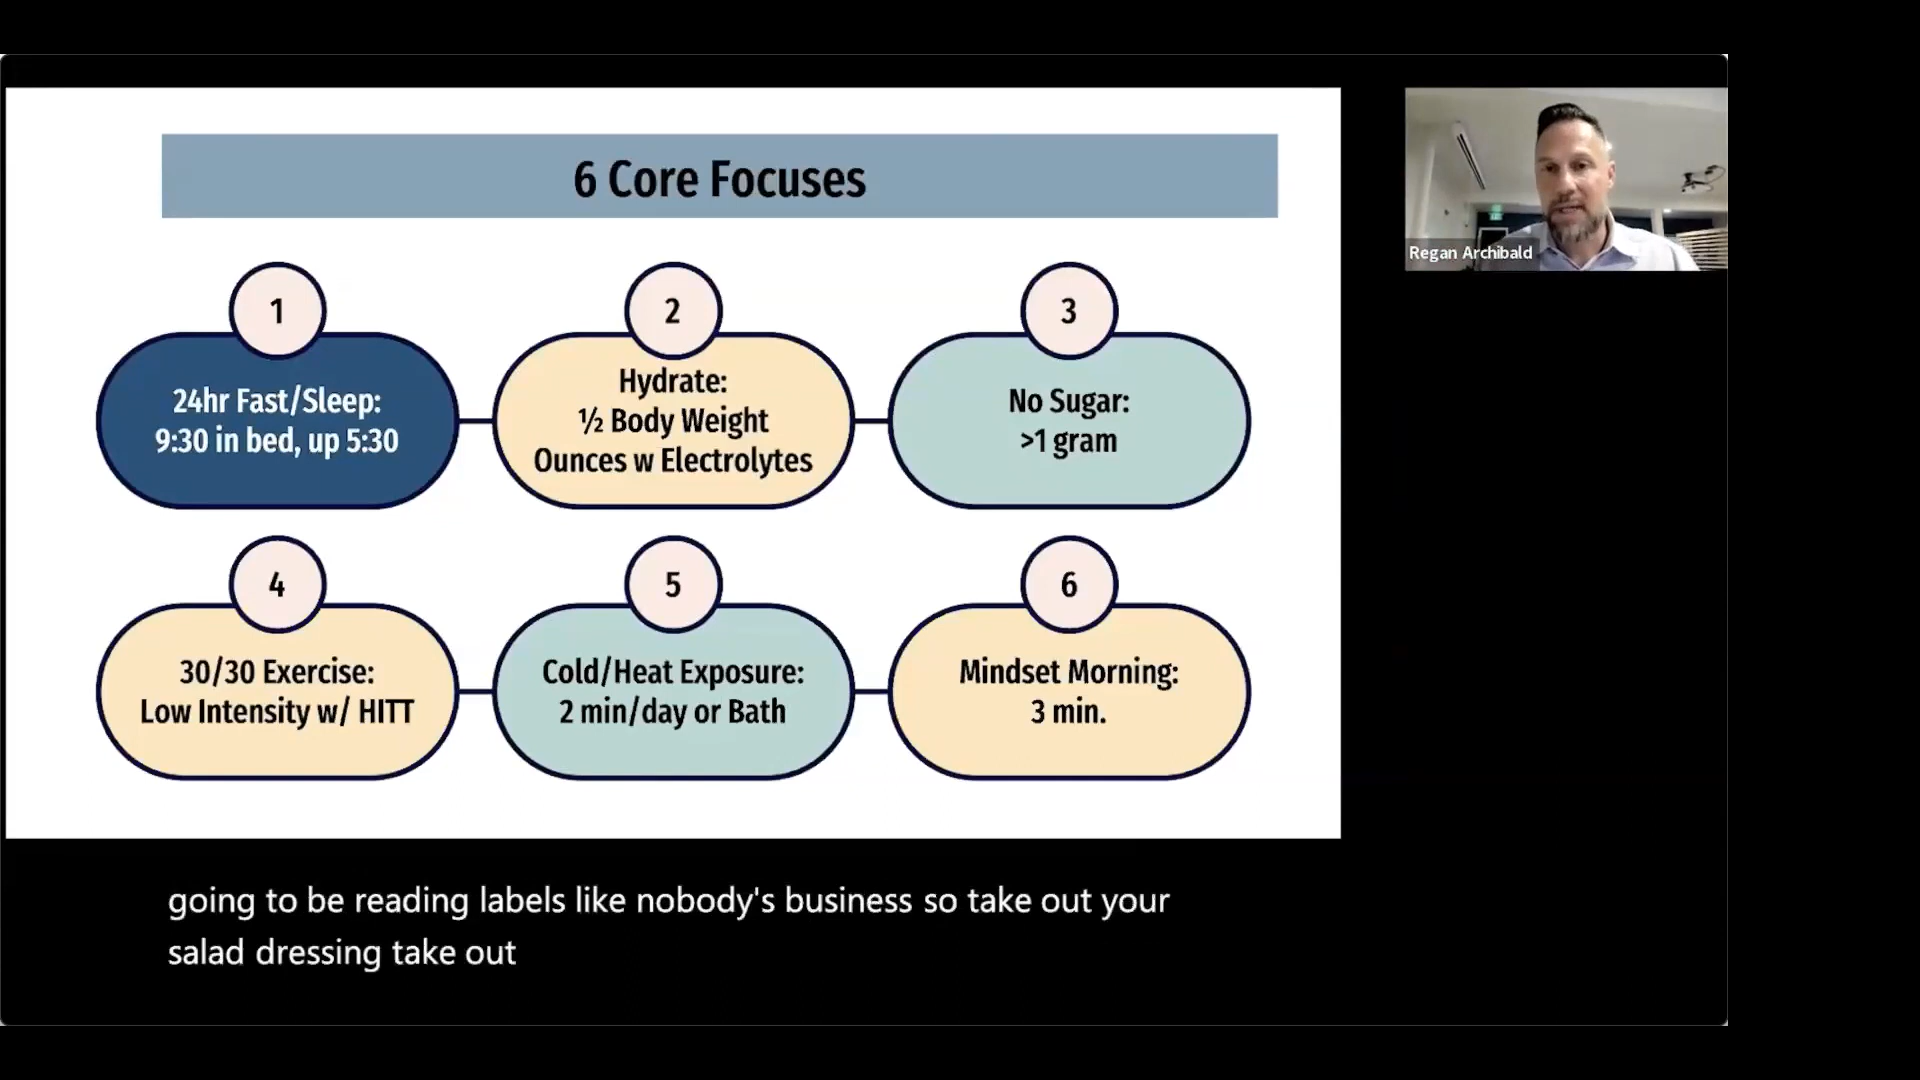 6 Core Focuses
1
24hr Fast/Sleep:
9:30 in bed, up 5:30
2
Hydrate:
½ Body Weight
Ounces w Electrolytes
3
No Sugar:
>1 gram
4
30/30 Exercise:
Low Intensity w/ HITT
5
Cold/Heat Exposure:
2 min/day or Bath
6
Mindset Morning:
3 min.
Regan Archibald
going to be reading labels like nobody's business so take out your
salad dressing take out